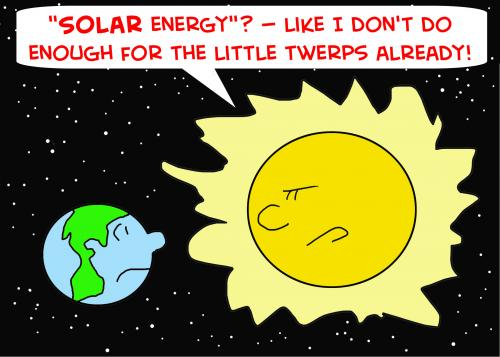 "SOLAR ENERGY"? – LIKE I DON'T DO
ENOUGH FOR THE LITTLE TWERPS ALREADY!